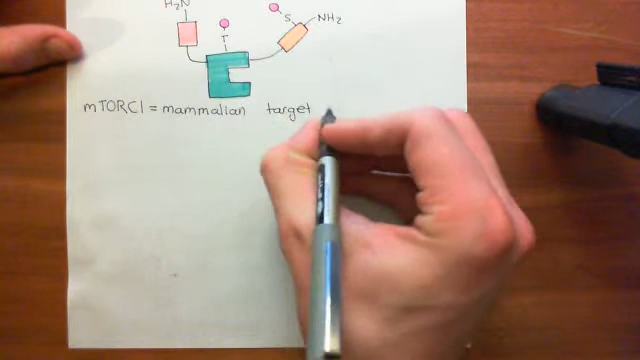 H₂N
S
NH₂
T
mTORC1 = mammalian target